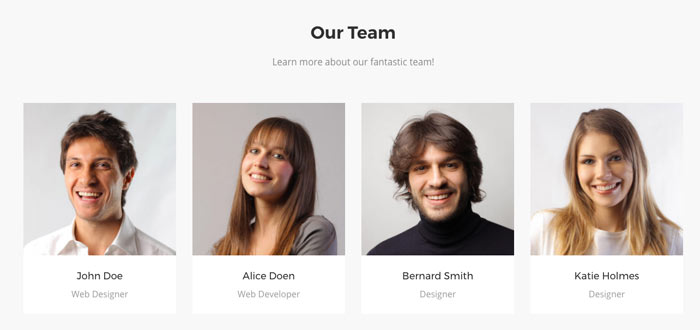 Our Team
Learn more about our fantastic team!
John Doe
Web Designer
Alice Doen
Web Developer
Bernard Smith
Designer
Katie Holmes
Designer